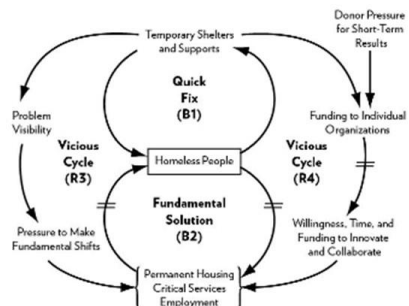 Donor Pressure
for Short-Term
Results
Temporary Shelters
and Supports
Quick
Fix
(B1)
Problem
Visibility
Funding to Individual
Organizations
Vicious
Cycle
(R3)
Homeless People
Vicious
Cycle
(R4)
Fundamental
Solution
(B2)
Pressure to Make
Fundamental Shifts
Willingness, Time, and
Funding to Innovate
and Collaborate
Permanent Housing
Critical Services
Employment